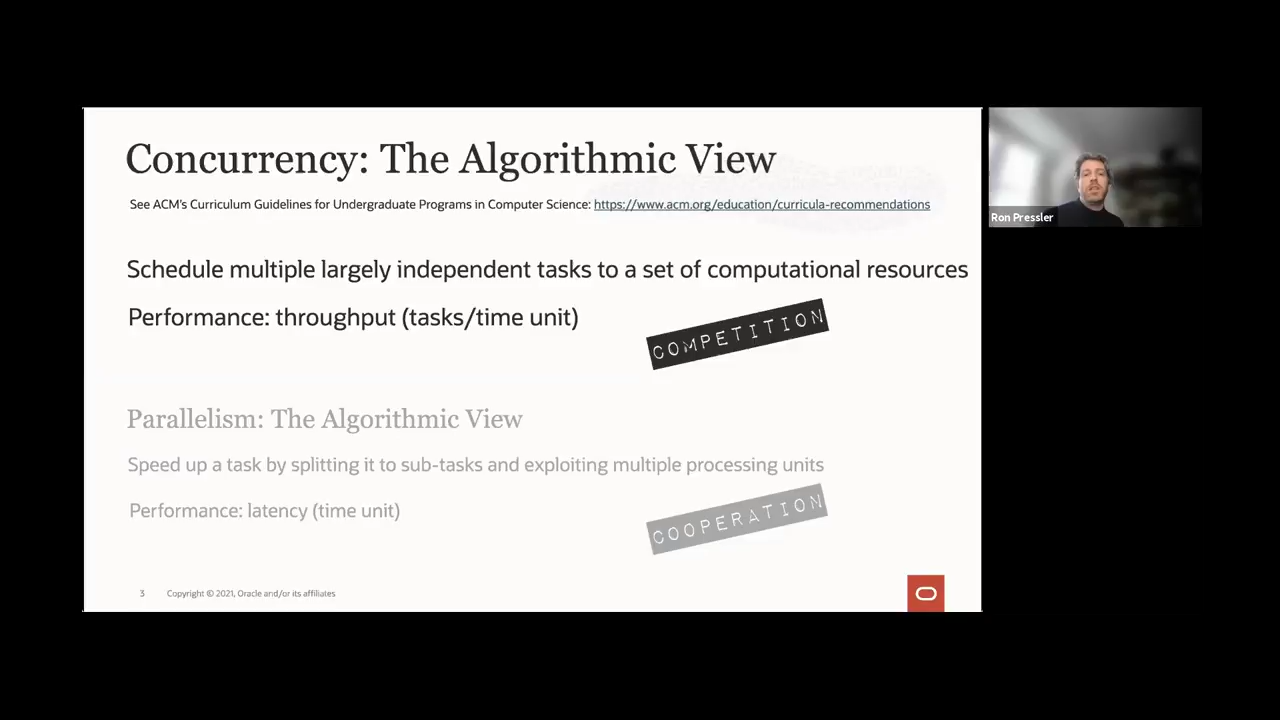 Concurrency: The Algorithmic View
See ACM's Curriculum Guidelines for Undergraduate Programs in Computer Science: https://www.acm.org/education/curricula-recommendations
Schedule multiple largely independent tasks to a set of computational resources
Performance: throughput (tasks/time unit)
COMPETITION
Parallelism: The Algorithmic View
Speed up a task by splitting it to sub-tasks and exploiting multiple processing units
Performance: latency (time unit)
COOPERATION
3 Copyright © 2021, Oracle and/or its affiliates
Ron Pressler